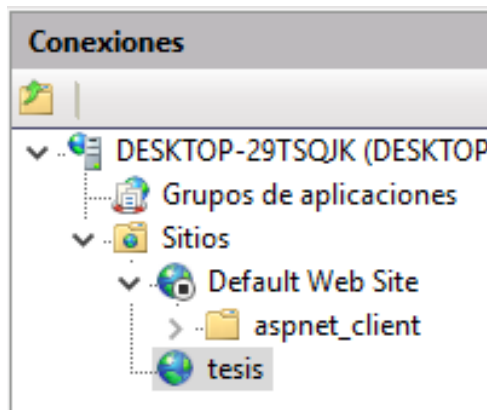 Conexiones
DESKTOP-29TSQJK (DESKTOP
Grupos de aplicaciones
Sitios
Default Web Site
aspnet_client
tesis